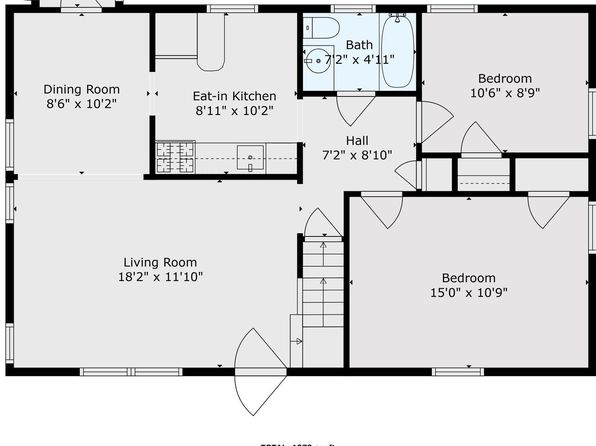 Bath
7'2" x 4'11"
Bedroom
10'6" x 8'9"
Dining Room
8'6" x 10'2"
Eat-in Kitchen
8'11" x 10'2"
Hall
7'2" x 8'10"
Living Room
18'2" x 11'10"
Bedroom
15'0" x 10'9"